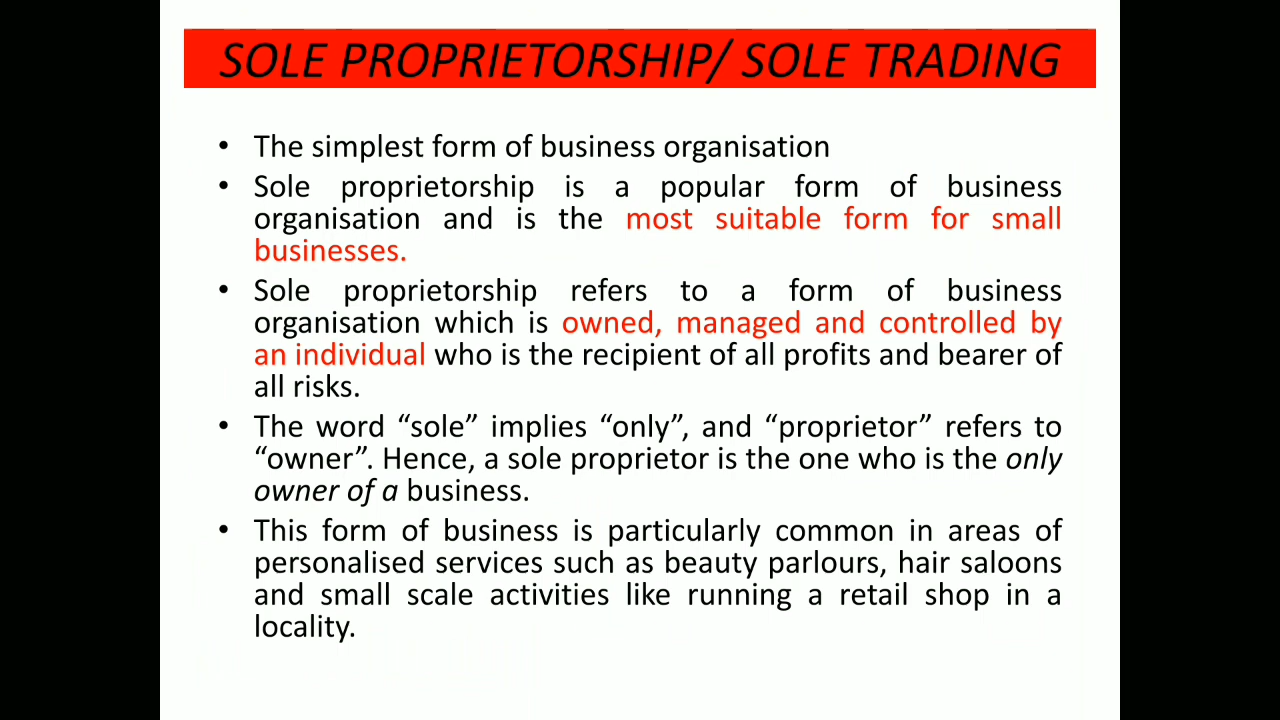 SOLE PROPRIETORSHIP/ SOLE TRADING
• The simplest form of business organisation
• Sole proprietorship is a popular form of business
organisation and is the most suitable form for small
businesses.
• Sole proprietorship refers to a form of business
organisation which is owned, managed and controlled by
an individual who is the recipient of all profits and bearer of
all risks.
• The word “sole” implies “only”, and “proprietor” refers to
“owner”. Hence, a sole proprietor is the one who is the only
owner of a business.
• This form of business is particularly common in areas of
personalised services such as beauty parlours, hair saloons
and small scale activities like running a retail shop in a
locality.